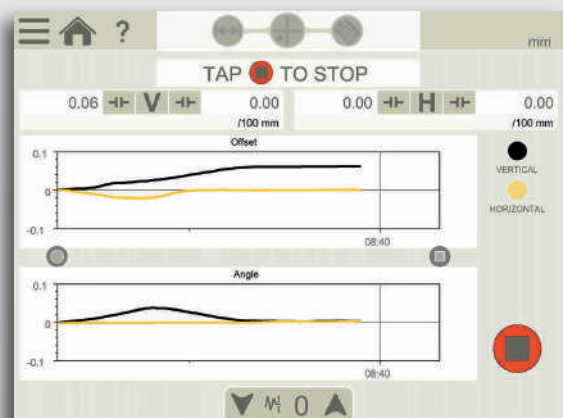 ?
mm
TAP TO STOP
0.06 V 0.00
/100 mm
0.00 H 0.00
/100 mm
Offset
0.1
0
-0.1
08:40
VERTICAL
HORIZONTAL
Angle
0.1
0
-0.1
08:40
0